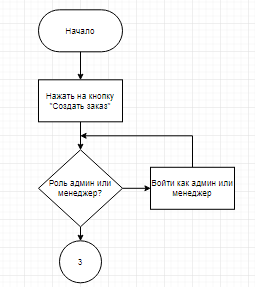 Начало
Нажать на кнопку
"Создать заказ"
Роль админ или
менеджер?
Войти как админ или
менеджер
3